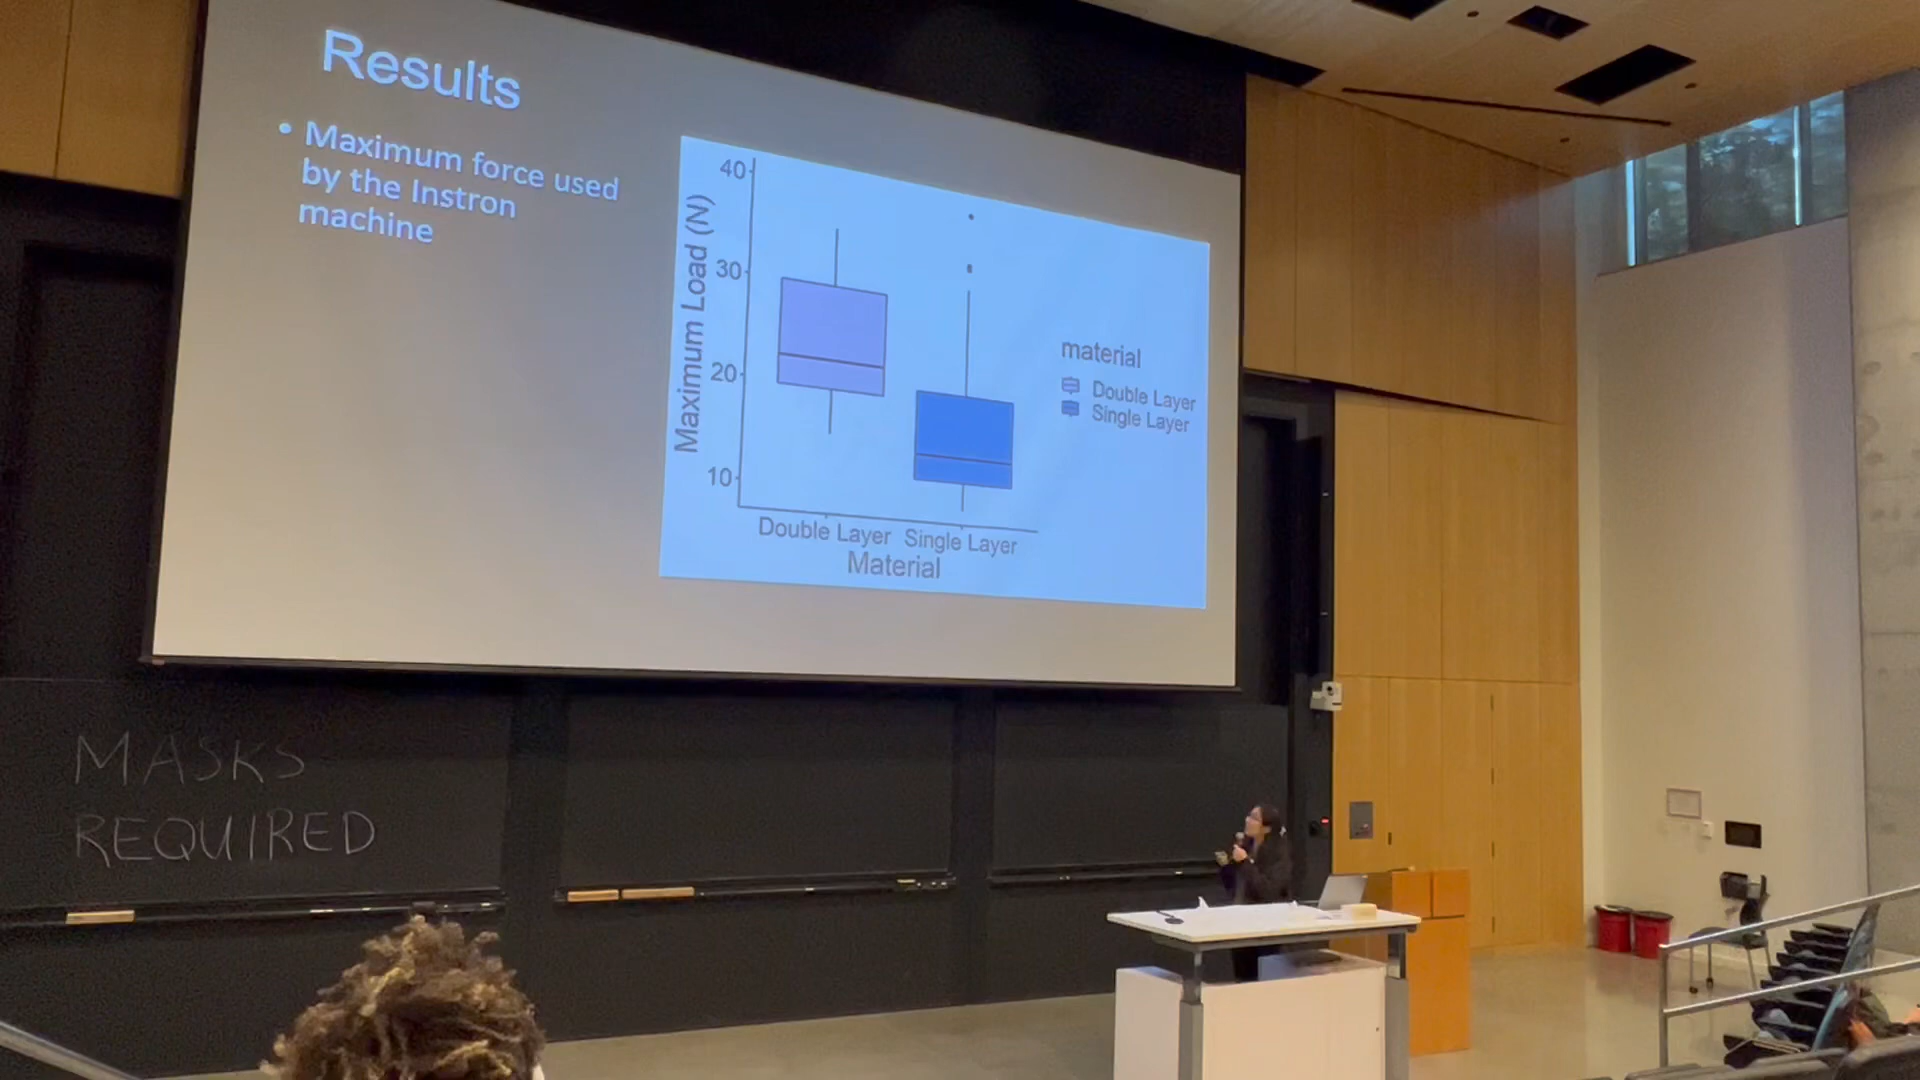 Results
• Maximum force used
by the Instron
machine
40
30
20
10
Maximum Load (N)
Double Layer Single Layer
Material
material
Double Layer
Single Layer
MASKS
REQUIRED